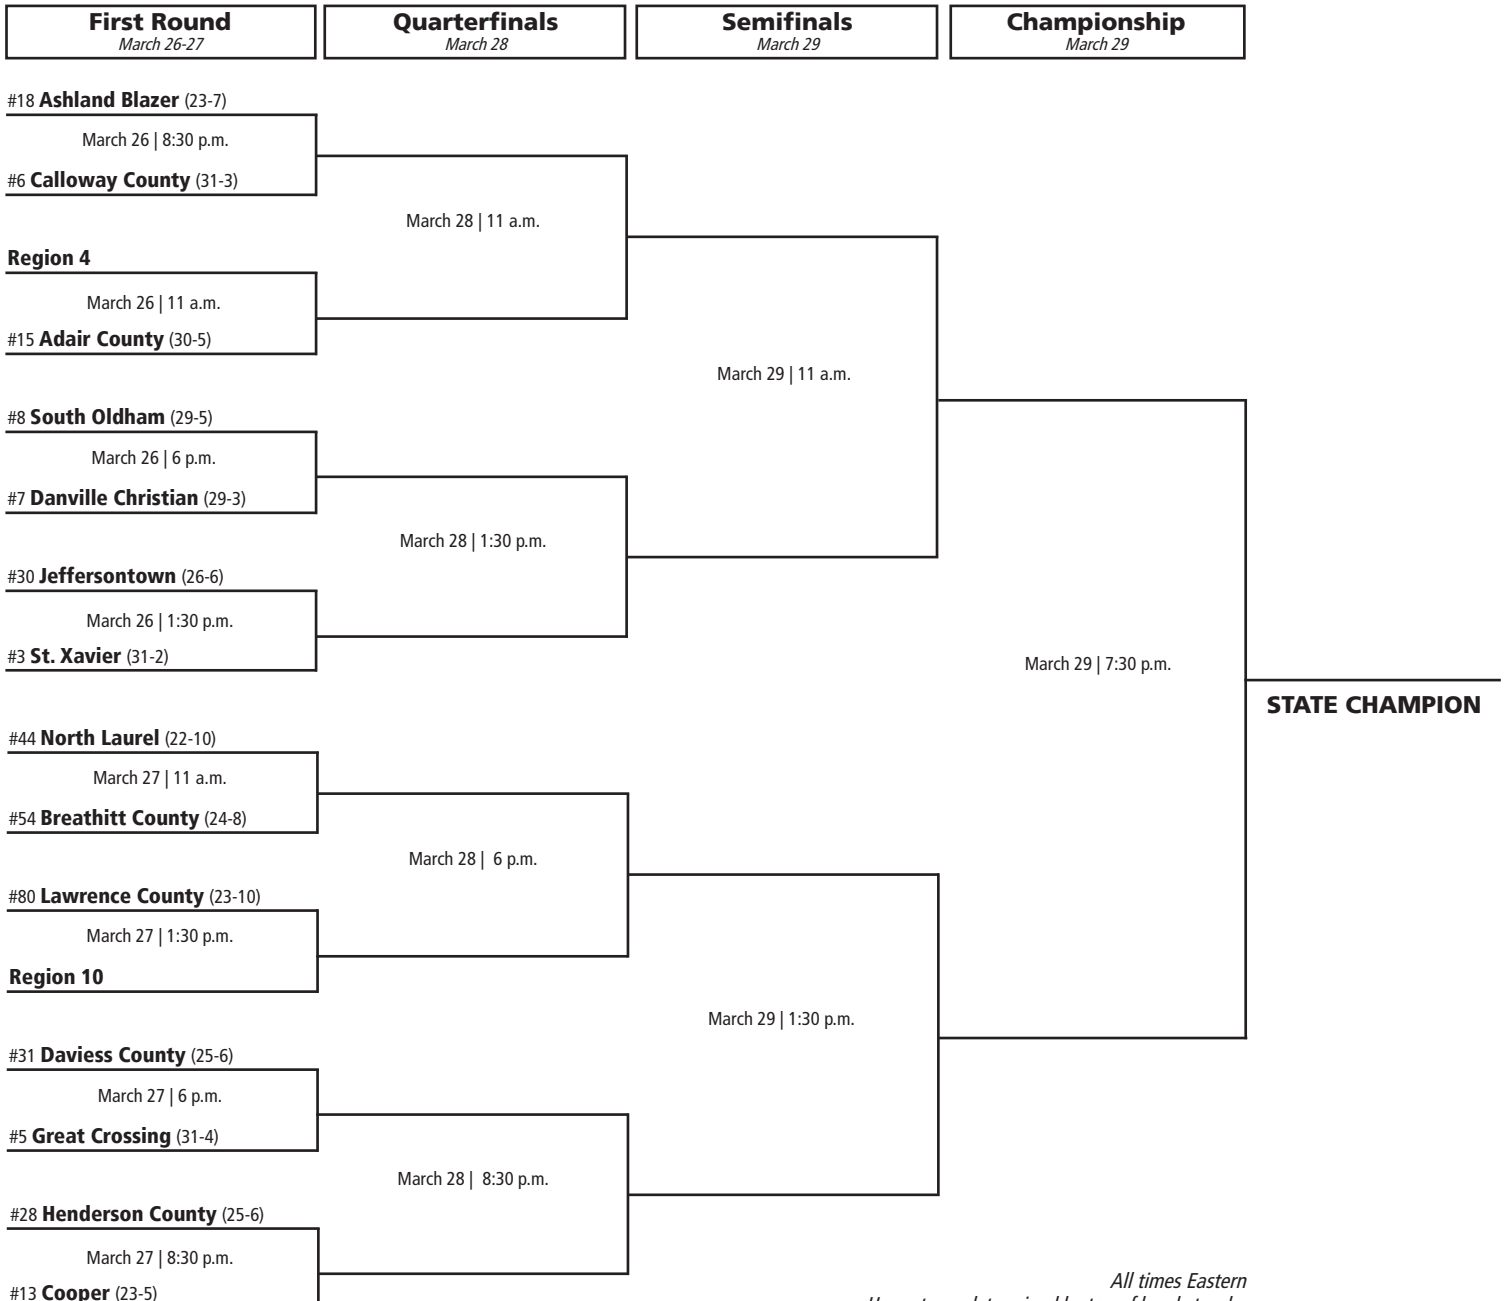 First Round
March 26-27
Quarterfinals
March 28
Semifinals
March 29
Championship
March 29
#18 Ashland Blazer (23-7)
March 26 | 8:30 p.m.
#6 Calloway County (31-3)
March 28 | 11 a.m.
Region 4
March 26 | 11 a.m.
#15 Adair County (30-5)
March 29 | 11 a.m.
#8 South Oldham (29-5)
March 26 | 6 p.m.
#7 Danville Christian (29-3)
March 28 | 1:30 p.m.
#30 Jeffersontown (26-6)
March 26 | 1:30 p.m.
#3 St. Xavier (31-2)
March 29 | 7:30 p.m.
STATE CHAMPION
#44 North Laurel (22-10)
March 27 | 11 a.m.
#54 Breathitt County (24-8)
March 28 | 6 p.m.
#80 Lawrence County (23-10)
March 27 | 1:30 p.m.
Region 10
March 29 | 1:30 p.m.
#31 Daviess County (25-6)
March 27 | 6 p.m.
#5 Great Crossing (31-4)
March 28 | 8:30 p.m.
#28 Henderson County (25-6)
March 27 | 8:30 p.m.
#13 Cooper (23-5)
All times Eastern